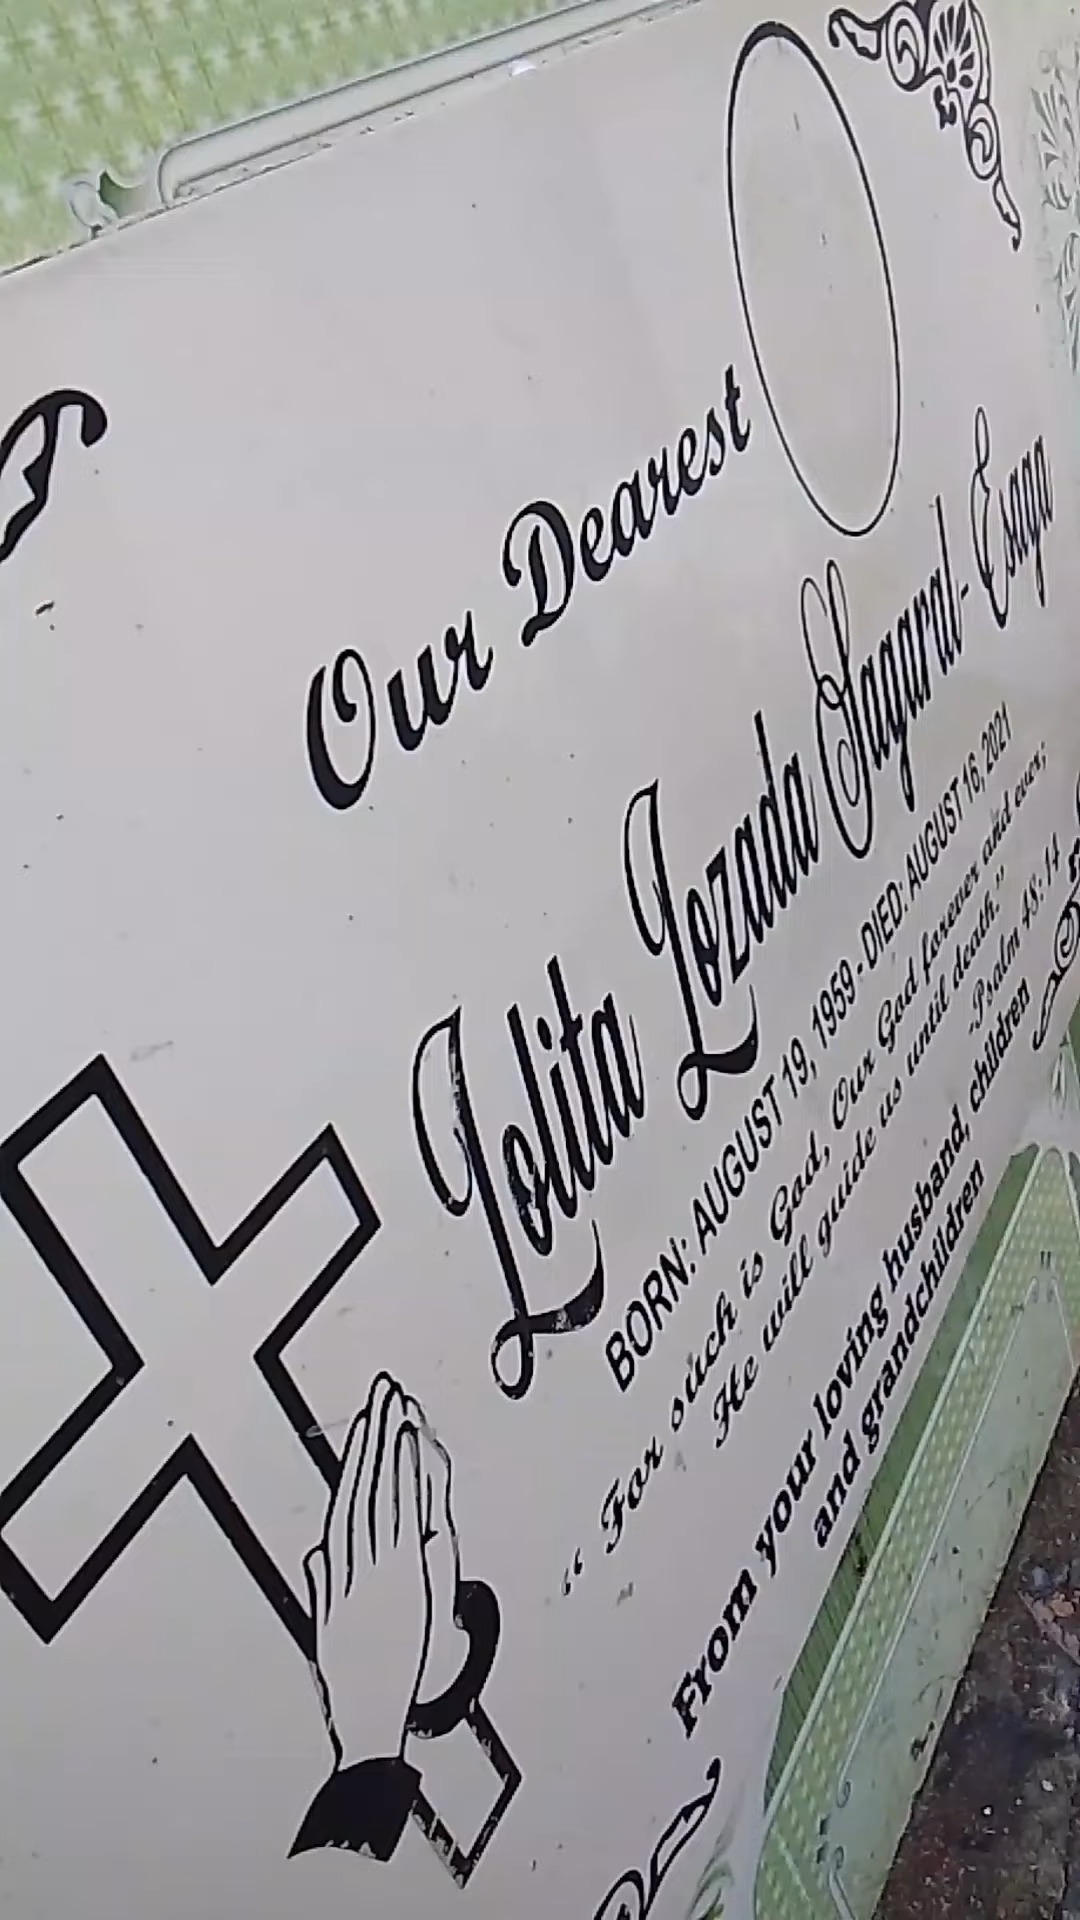 Our Dearest
Lolita Lozada Sagaral- Esaga
BORN: AUGUST 19, 1959 - DIED: AUGUST 16, 2021
“ For such is God, Our God forever and ever;
He will guide us until death.”
-Psalm 48: 14
From your loving husband, children
and grandchildren